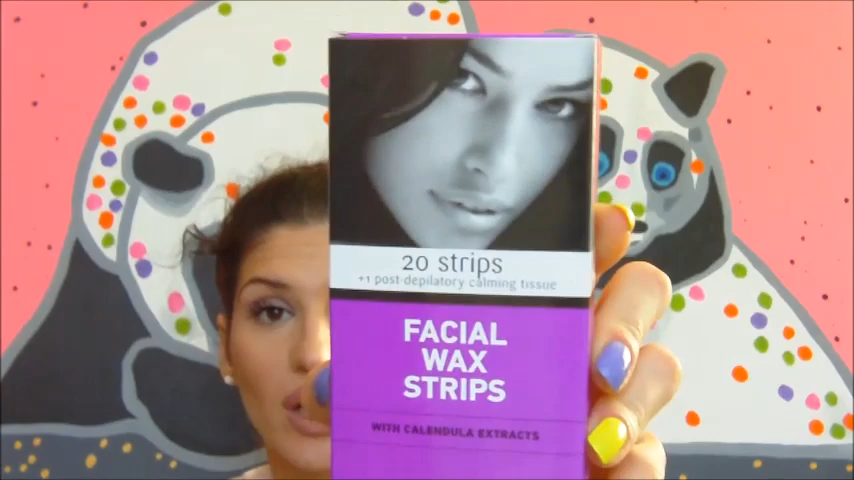 20 strips
+1 post-depilatory calming tissue
FACIAL
WAX
STRIPS
WITH CALENDULA EXTRACTS